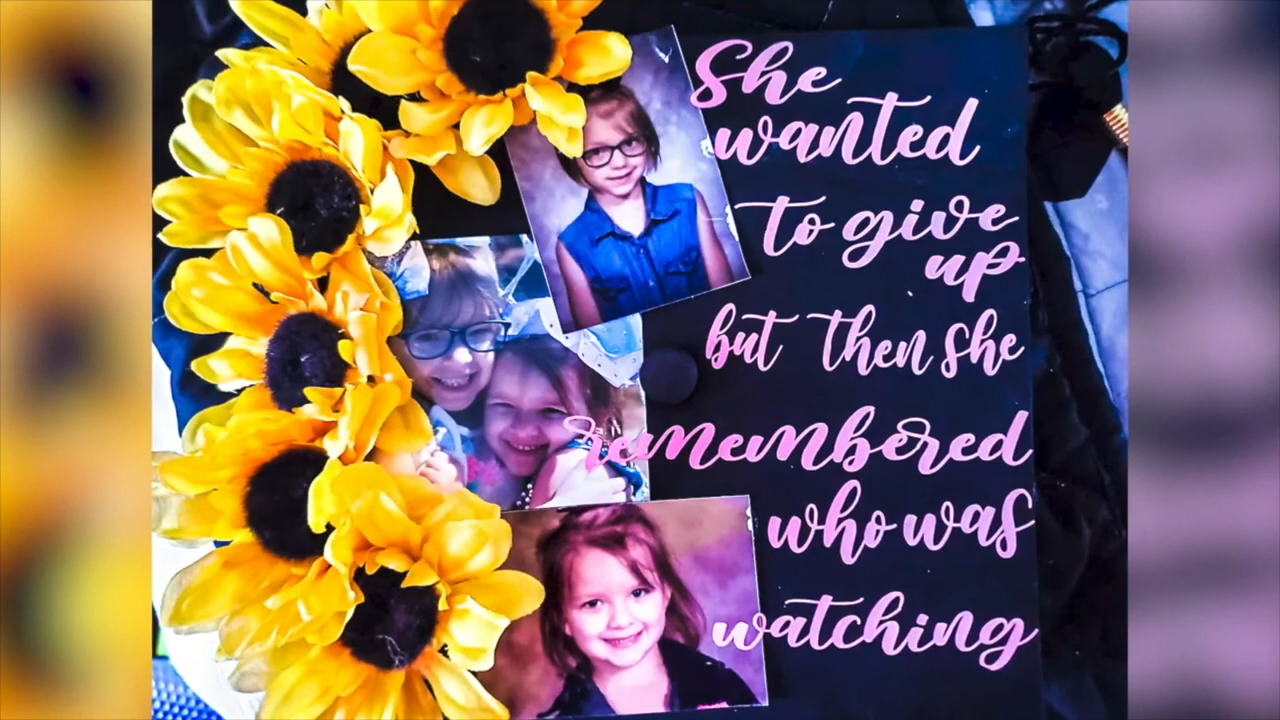 She
wanted
to give
up
but then she
remembered
who was
watching